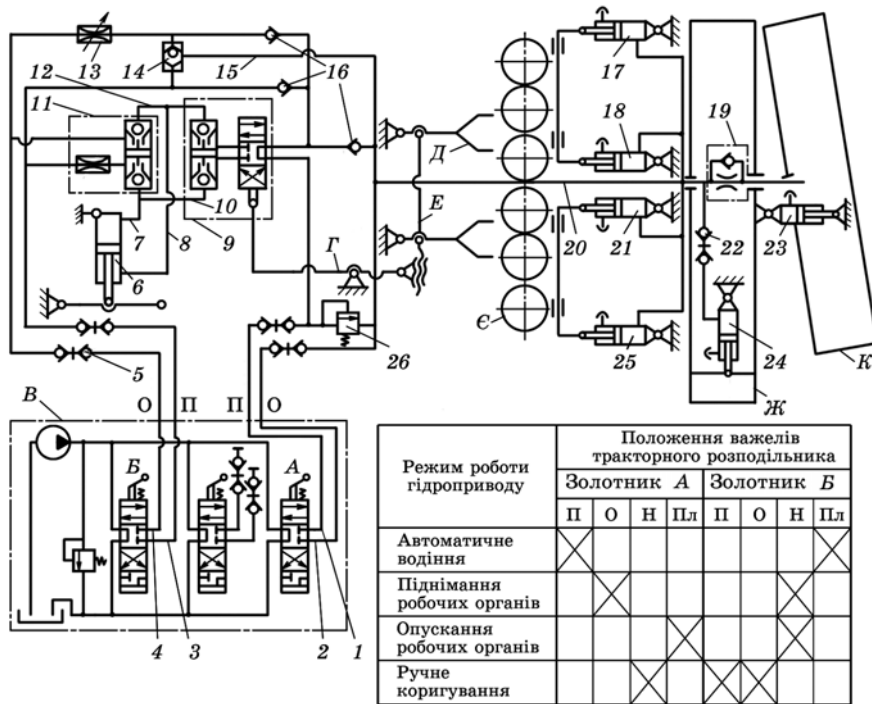 13
14
15
16
12
11
10
9
7
8
6
5
Г
Д
Е
Є
17
18
19
20
21
22
23
24
25
26
Ж
К
В
О П П О
Б
А
4 3 2 1
Режим роботи
гідроприводу
Положення важелів
тракторного розподільника
Золотник А Золотник Б
П О Н Пл П О Н Пл
Автоматичне
водіння
Піднімання
робочих органів
Опускання
робочих органів
Ручне
коригування